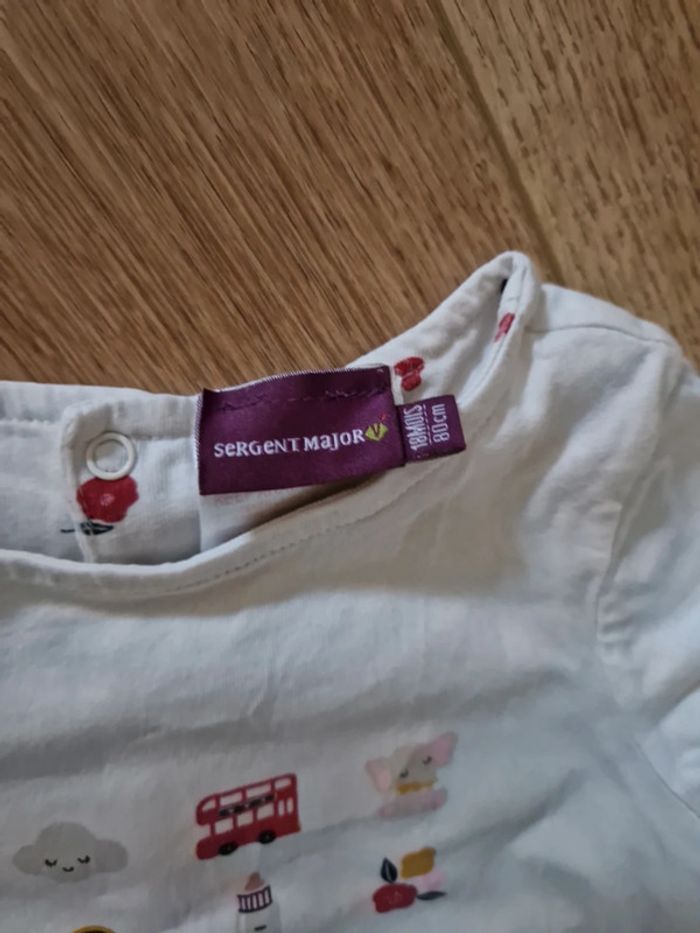 SERGENT MAJOR
18MOIS
80cm